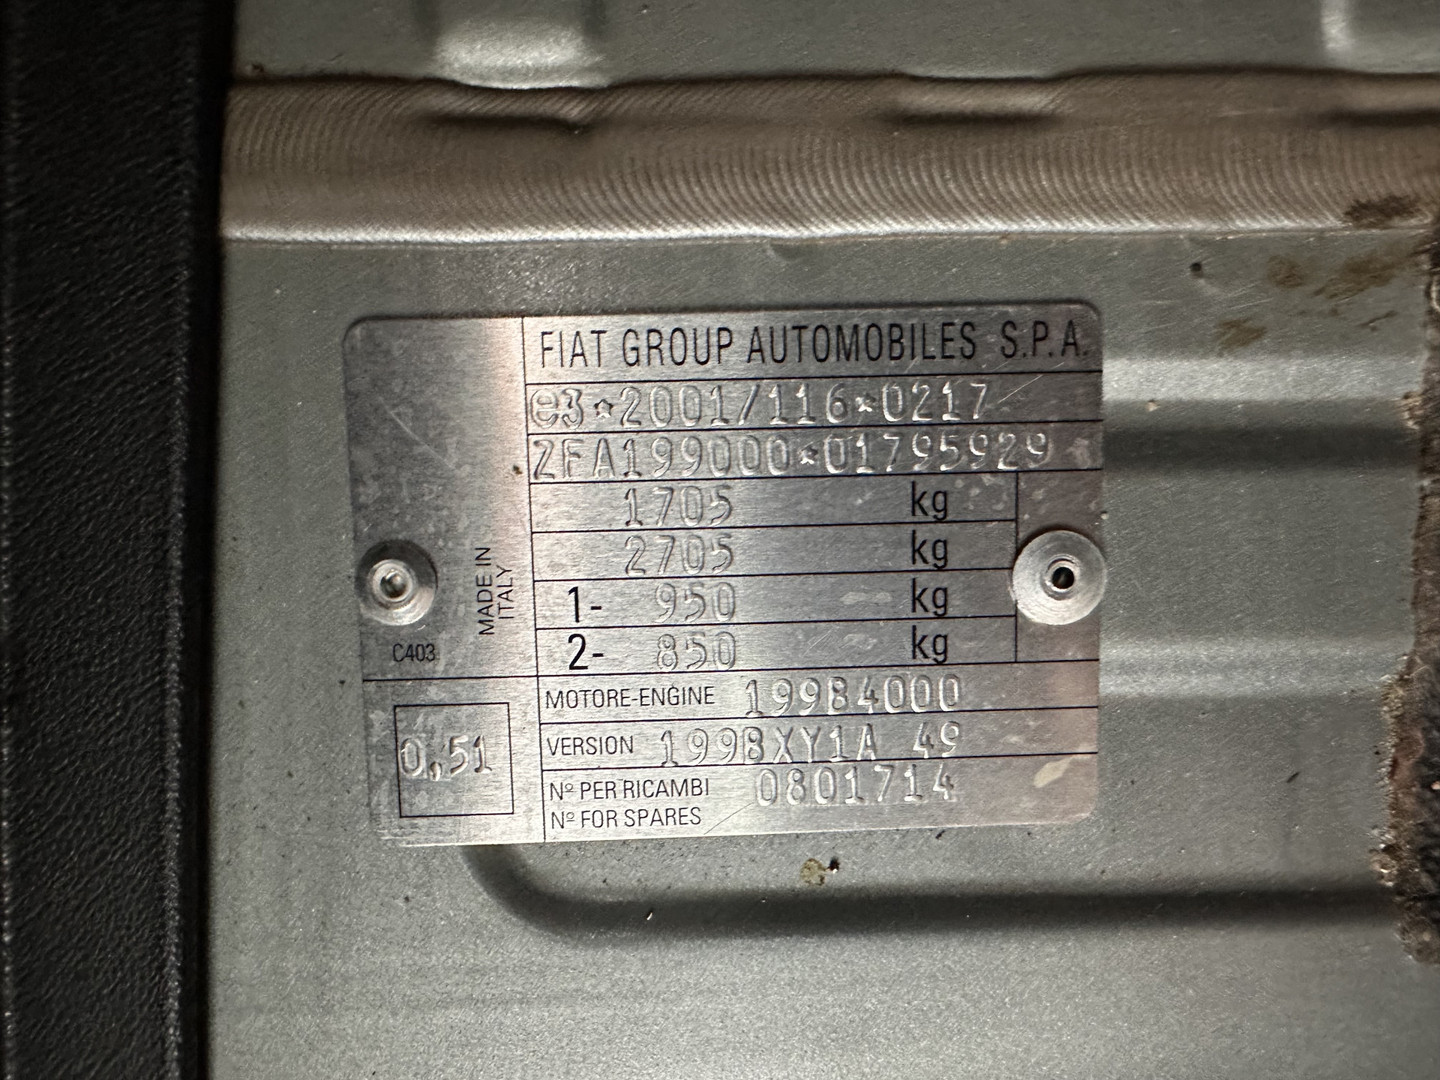 FIAT GROUP AUTOMOBILES S.P.A.
e3*2001/116*0217
ZFA199000*01795929
1705 kg
2705 kg
1- 950 kg
2- 850 kg
MADE IN
ITALY
C403
MOTORE-ENGINE 199B4000
VERSION 199BXY1A 49
0,51
Nº PER RICAMBI
Nº FOR SPARES 0801714